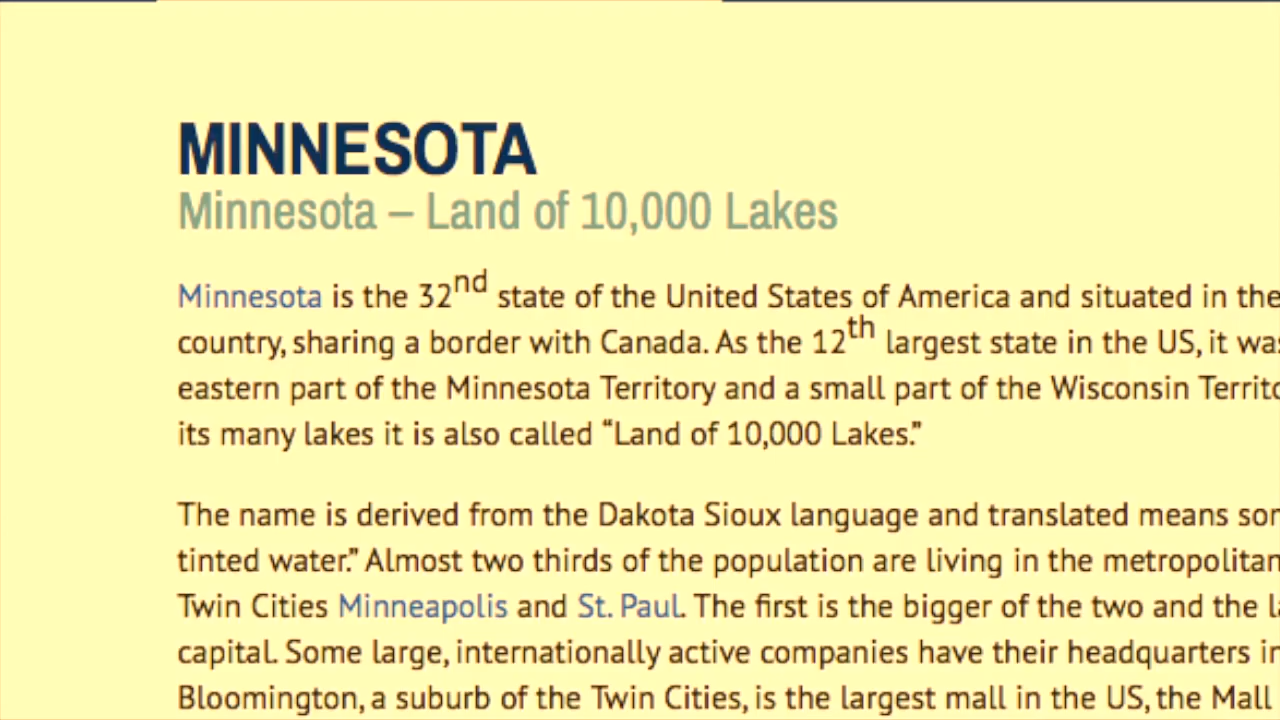 MINNESOTA
Minnesota – Land of 10,000 Lakes
Minnesota is the 32nd state of the United States of America and situated in the
country, sharing a border with Canada. As the 12th largest state in the US, it was
eastern part of the Minnesota Territory and a small part of the Wisconsin
its many lakes it is also called “Land of 10,000 Lakes.”
The name is derived from the Dakota Sioux language and translated means
tinted water.” Almost two thirds of the population are living in the metropolitan
Twin Cities Minneapolis and St. Paul. The first is the bigger of the two and the
capital. Some large, internationally active companies have their headquarters in
Bloomington, a suburb of the Twin Cities, is the largest mall in the US, the Mall